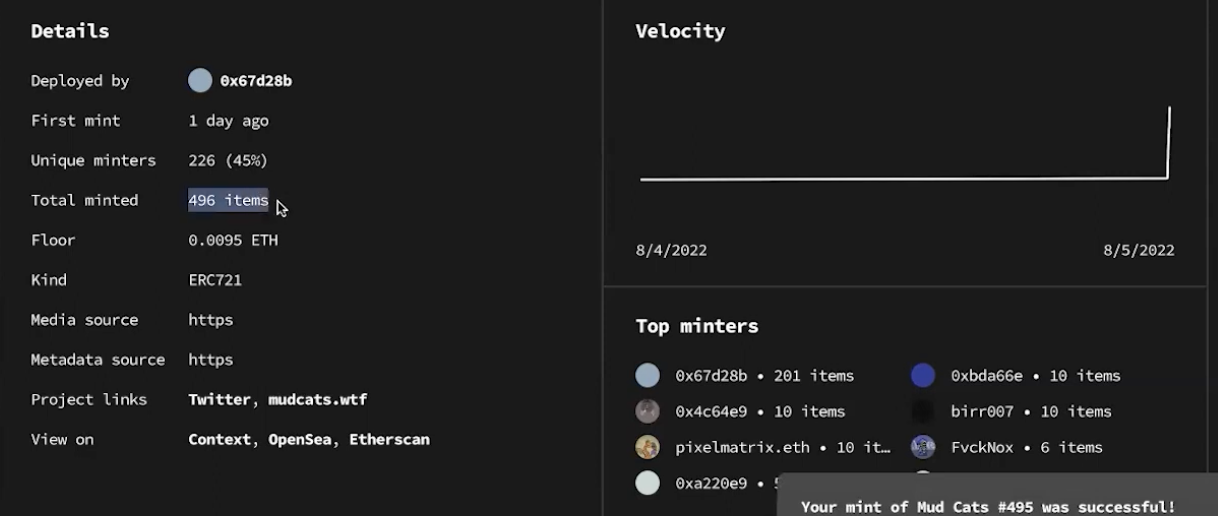 Details
Deployed by 0x67d28b
First mint 1 day ago
Unique minters 226 (45%)
Total minted 496 items
Floor 0.0095 ETH
Kind ERC721
Media source https
Metadata source https
Project links Twitter, mudcats.wtf
View on Context, OpenSea, Etherscan
Velocity
8/4/2022 8/5/2022
Top minters
0x67d28b • 201 items 0xbda66e • 10 items
0x4c64e9 • 10 items birr007 • 10 items
pixelmatrix.eth • 10 it… FvckNox • 6 items
0xa220e9 •
Your mint of Mud Cats #495 was successful!